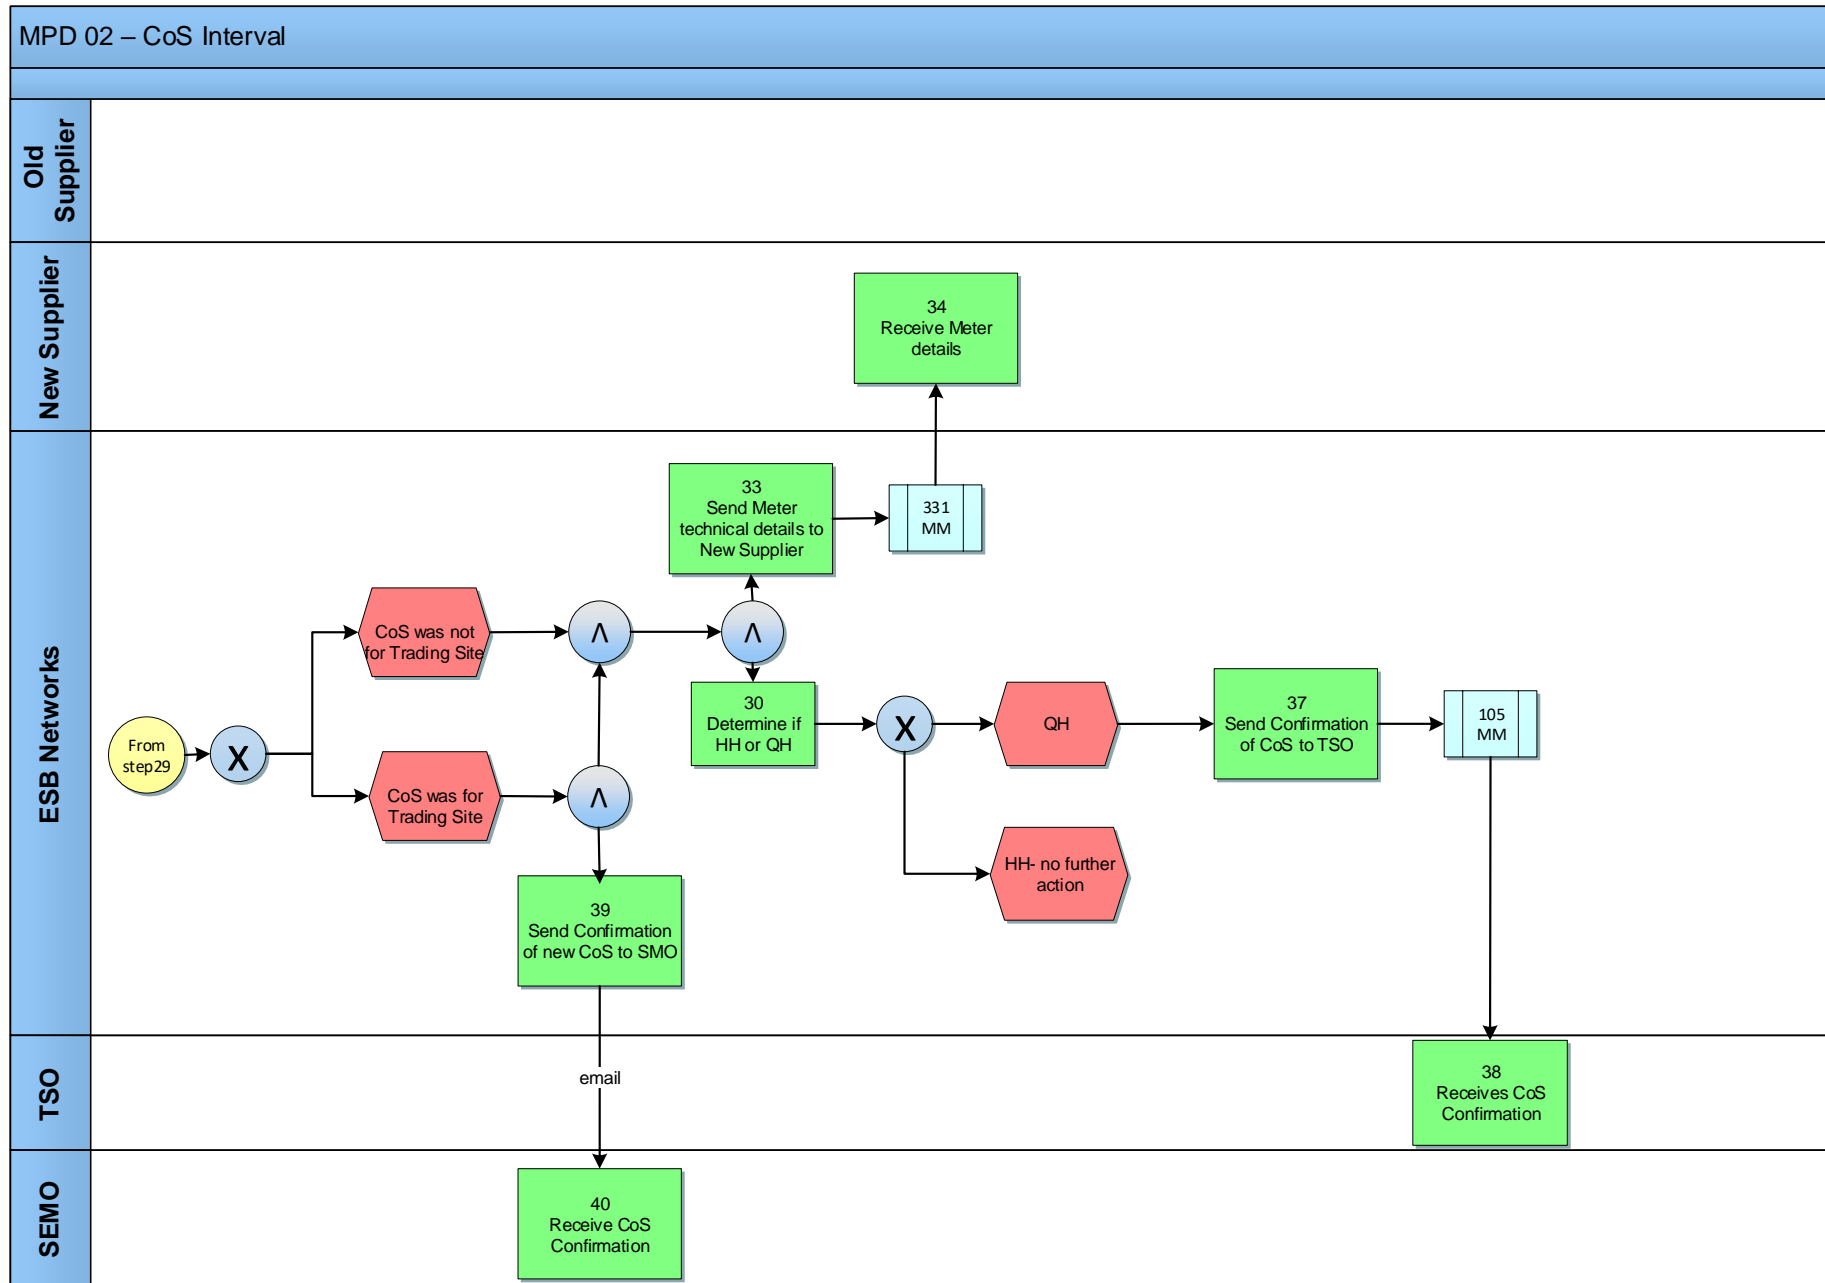 MPD 02 – CoS Interval
Old
Supplier
New Supplier
34
Receive Meter
details
ESB Networks
33
Send Meter
technical details to
New Supplier
331
MM
CoS was not
for Trading Site
Λ
Λ
From
step29
X
CoS was for
Trading Site
Λ
30
Determine if
HH or QH
X
QH
37
Send Confirmation
of CoS to TSO
105
MM
HH- no further
action
39
Send Confirmation
of new CoS to SMO
TSO
email
38
Receives CoS
Confirmation
SEMO
40
Receive CoS
Confirmation